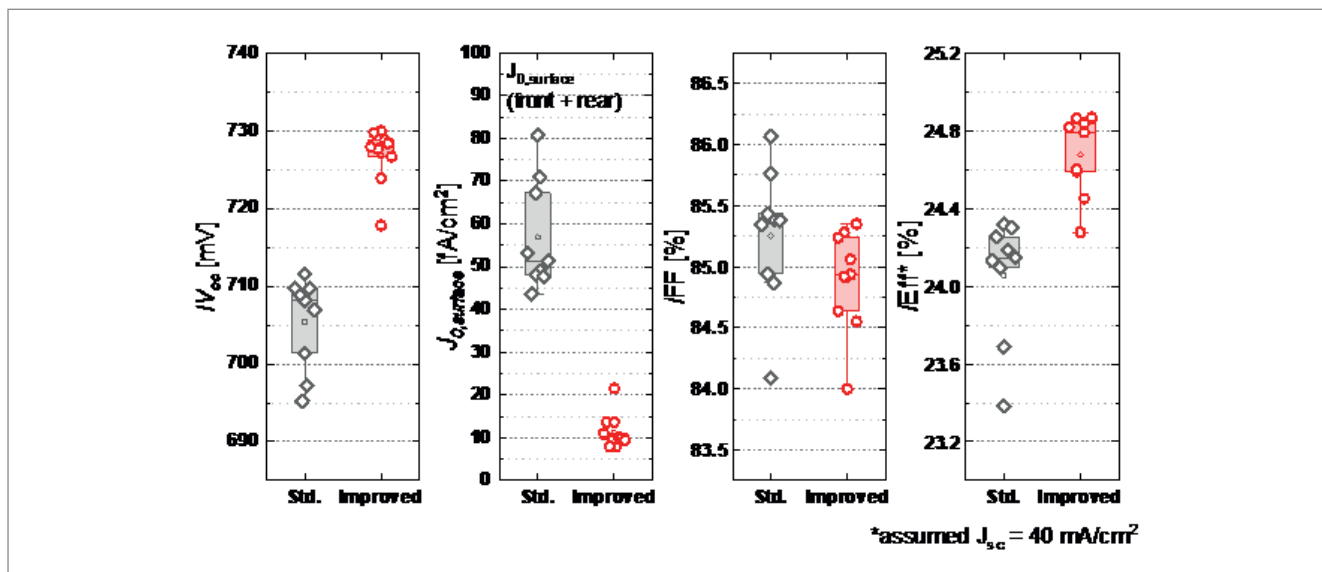 iVoc [mV]
740
730
720
710
700
690
Std. Improved
J0,surface [fA/cm²]
100
90
80
70
60
50
40
30
20
10
0
J0,surface
(front + rear)
Std. Improved
iFF [%]
86.5
86.0
85.5
85.0
84.5
84.0
83.5
Std. Improved
iEff* [%]
25.2
24.8
24.4
24.0
23.6
23.2
Std. Improved
*assumed Jsc = 40 mA/cm²